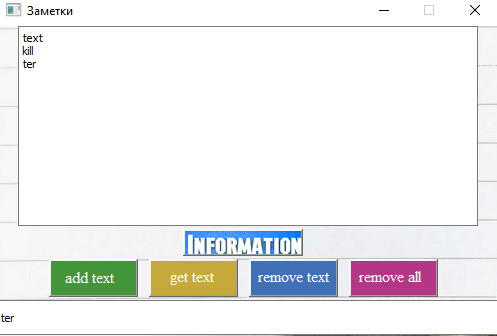 Заметки
text
kill
ter
INFORMATION
add text
get text
remove text
remove all
ter